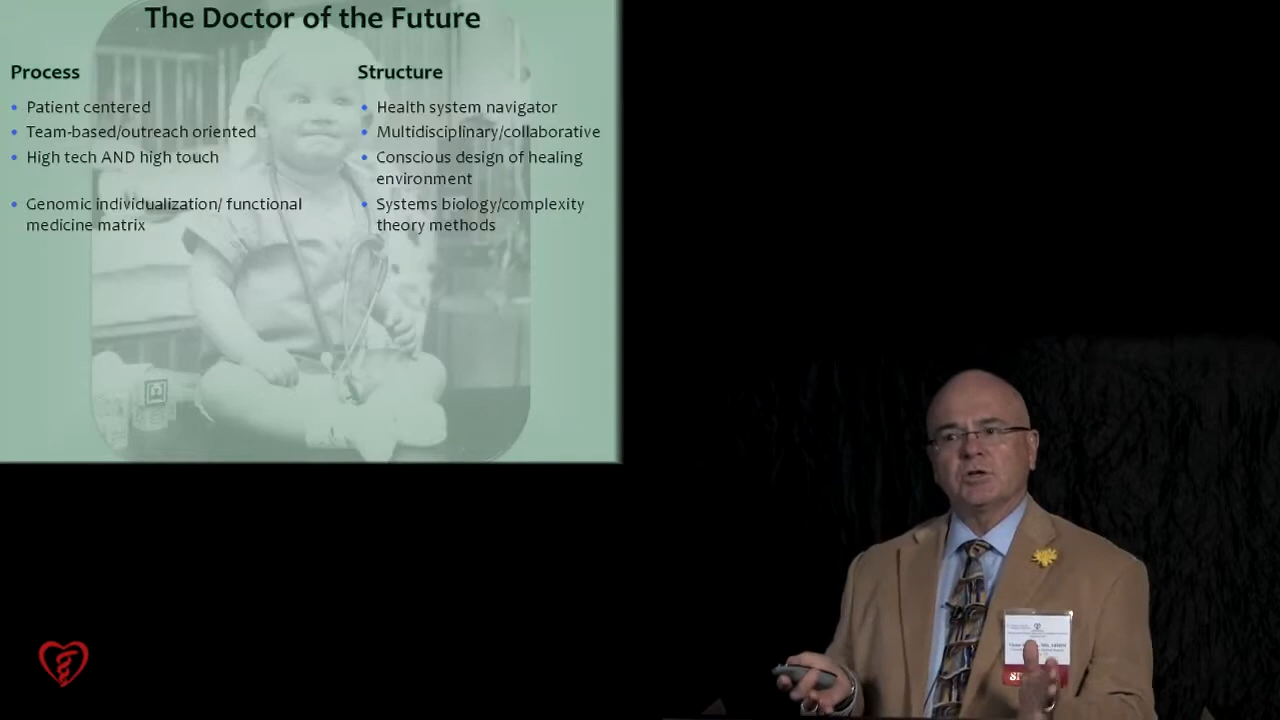 The Doctor of the Future
Process
• Patient centered
• Team-based/outreach oriented
• High tech AND high touch
• Genomic individualization/ functional
medicine matrix
Structure
• Health system navigator
• Multidisciplinary/collaborative
• Conscious design of healing
environment
• Systems biology/complexity
theory methods